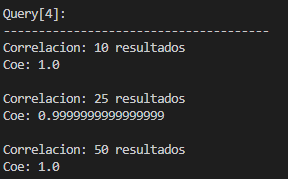 Query[4]:
--------------------------------------
Correlacion: 10 resultados
Coe: 1.0
Correlacion: 25 resultados
Coe: 0.9999999999999999
Correlacion: 50 resultados
Coe: 1.0